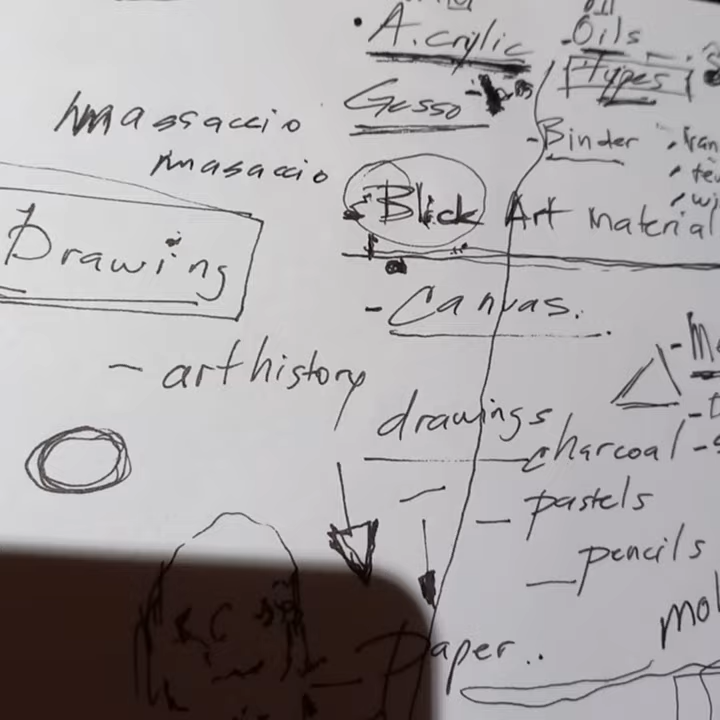 Oils
• A.crylic
Types
Gesso
massaccio
masaccio
- Binder
Blick Art material
Drawing
- Canvas.
- art history
drawings
charcoal
- pastels
- pencils
- Paper..